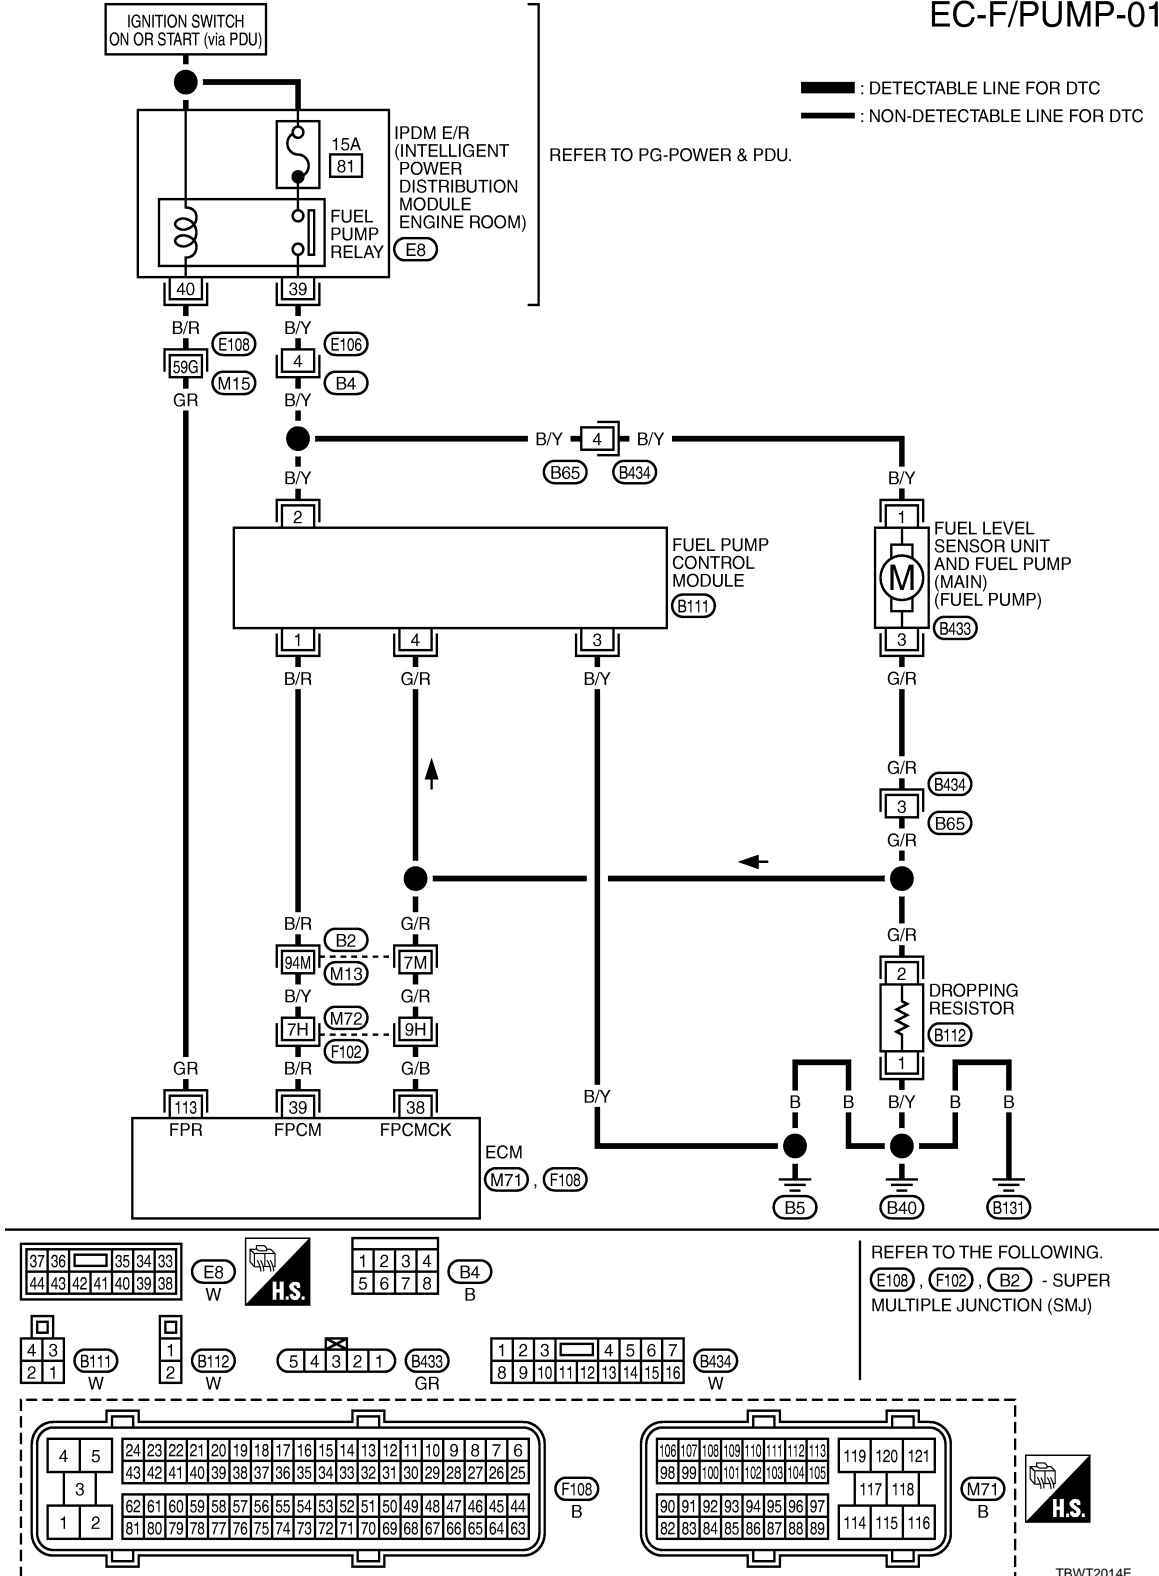 EC-F/PUMP-01
IGNITION SWITCH
ON OR START (via PDU)
: DETECTABLE LINE FOR DTC
: NON-DETECTABLE LINE FOR DTC
15A
81
IPDM E/R
(INTELLIGENT
POWER
DISTRIBUTION
MODULE
ENGINE ROOM)
E8
REFER TO PG-POWER & PDU.
FUEL
PUMP
RELAY
40 39
B/R B/Y
59G E108 4 E106
M15 B4
GR B/Y
B/Y 4 B/Y
B65 B434
B/Y B/Y
2 1
FUEL PUMP
CONTROL
MODULE
B111
M
FUEL LEVEL
SENSOR UNIT
AND FUEL PUMP
(MAIN)
(FUEL PUMP)
B433
1 4 3 3
B/R G/R B/Y G/R
G/R
B434
3
B65
G/R
B/R G/R G/R
B2
94M 7M
M13
B/Y G/R
M72
7H 9H
F102
2
DROPPING
RESISTOR
B112
1
GR B/R G/B
B/Y B B B/Y B B
113 39 38
FPR FPCM FPCMCK
ECM
M71 , F108
B5 B40 B131
37 36 35 34 33
44 43 42 41 40 39 38
E8
W
H.S.
1 2 3 4
5 6 7 8
B4
B
REFER TO THE FOLLOWING.
E108 , F102 , B2 - SUPER
MULTIPLE JUNCTION (SMJ)
4 3
2 1
B111
W
1
2
B112
W
5 4 3 2 1
B433
GR
1 2 3 4 5 6 7
8 9 10 11 12 13 14 15 16
B434
W
4 5
3
1 2
24 23 22 21 20 19 18 17 16 15 14 13 12 11 10 9 8 7 6
43 42 41 40 39 38 37 36 35 34 33 32 31 30 29 28 27 26 25
62 61 60 59 58 57 56 55 54 53 52 51 50 49 48 47 46 45 44
81 80 79 78 77 76 75 74 73 72 71 70 69 68 67 66 65 64 63
F108
B
106 107 108 109 110 111 112 113
98 99 100 101 102 103 104 105
90 91 92 93 94 95 96 97
82 83 84 85 86 87 88 89
119 120 121
117 118
114 115 116
M71
B
H.S.
TBWT2014E